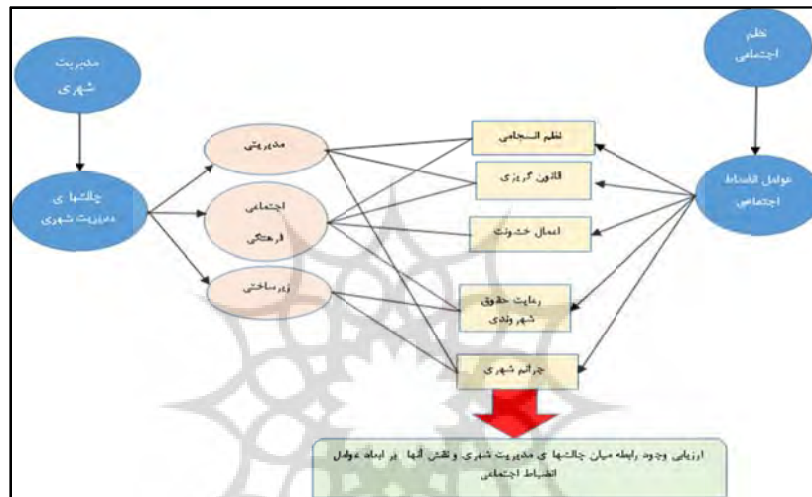 نظم
اجتماعی
مدیریت
شهری
نظم انسجامی
مدیریتی
قانون گریزی
عوامل انضباط
اجتماعی
چالشها ی
مدیریت شهری
اجتماعی
فرهنگی
اعمال خشونت
زیرساختی
رعایت حقوق
شهروندی
جرائم شهری
ارزیابی وجود رابطه میان چالشها ی مدیریت شهری و نقش آنها بر ابعاد عوامل
انضباط اجتماعی